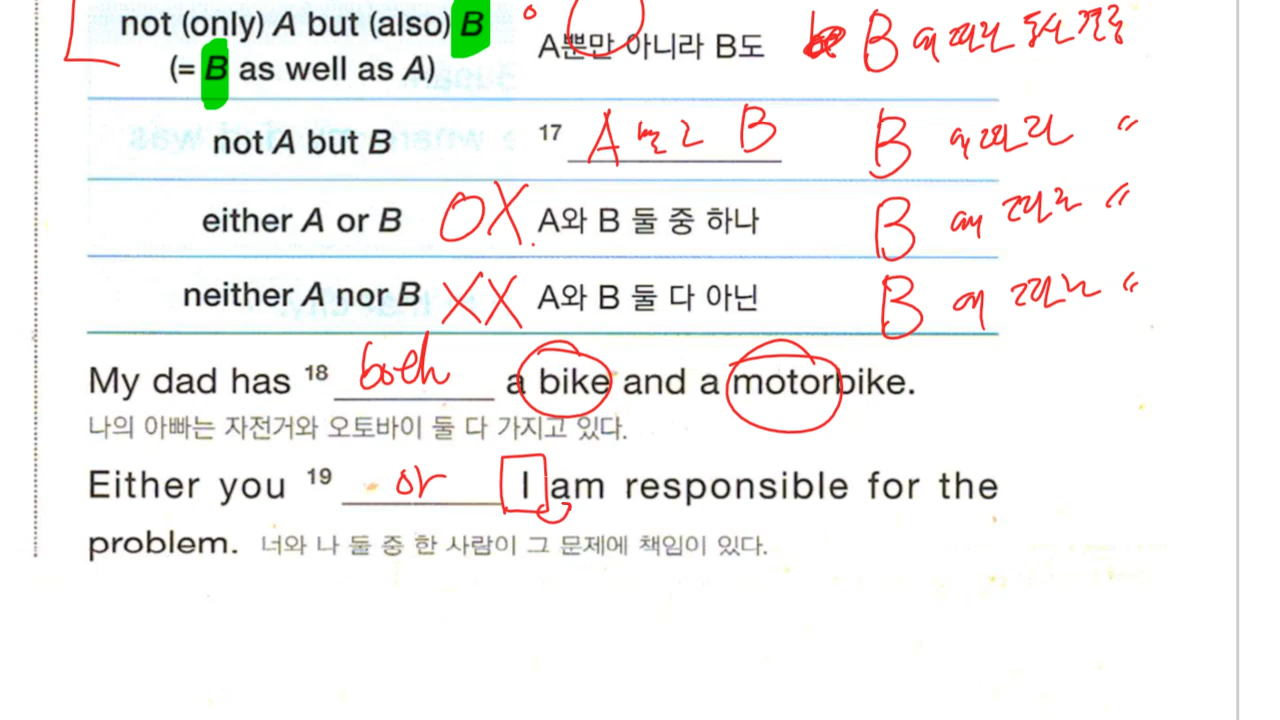 not (only) A but (also) B A뿐만 아니라 B도 B에 따라 동사 결정
(= B as well as A)
not A but B 17 A 말고 B B에 따라 "
either A or B OX A와 B 둘 중 하나 B에 따라 "
neither A nor B XX A와 B 둘 다 아닌 B에 따라 "
My dad has 18 both a bike and a motorbike.
나의 아빠는 자전거와 오토바이 둘 다 가지고 있다.
Either you 19 or I am responsible for the
problem. 너와 나 둘 중 한 사람이 그 문제에 책임이 있다.